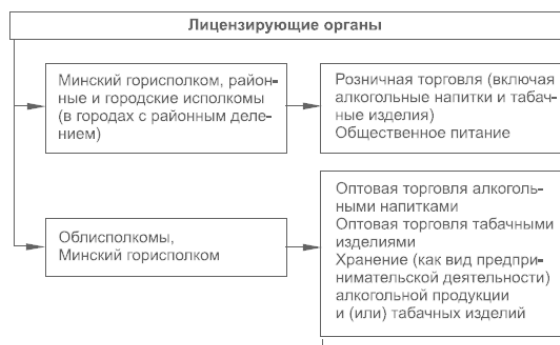 Лицензирующие органы
Минский горисполком, район-
ные и городские исполкомы
(в городах с районным деле-
нием)
Розничная торговля (включая
алкогольные напитки и табач-
ные изделия)
Общественное питание
Облисполкомы,
Минский горисполком
Оптовая торговля алкоголь-
ными напитками
Оптовая торговля табачными
изделиями
Хранение (как вид предпри-
нимательской деятельности)
алкогольной продукции
и (или) табачных изделий